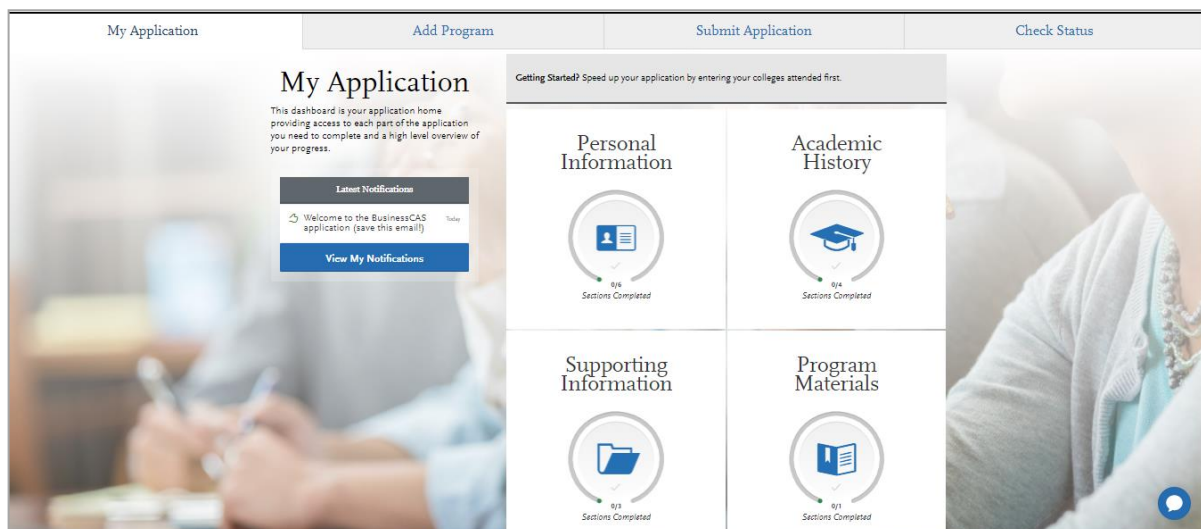 My Application
Add Program
Submit Application
Check Status
My Application
This dashboard is your application home
providing access to each part of the application
you need to complete and a high level overview of
your progress.
Latest Notifications
Welcome to the BusinessCAS
application (save this email!)
Today
View My Notifications
Getting Started? Speed up your application by entering your colleges attended first.
Personal
Information
0/6
Sections Completed
Academic
History
0/4
Sections Completed
Supporting
Information
0/3
Sections Completed
Program
Materials
0/1
Sections Completed